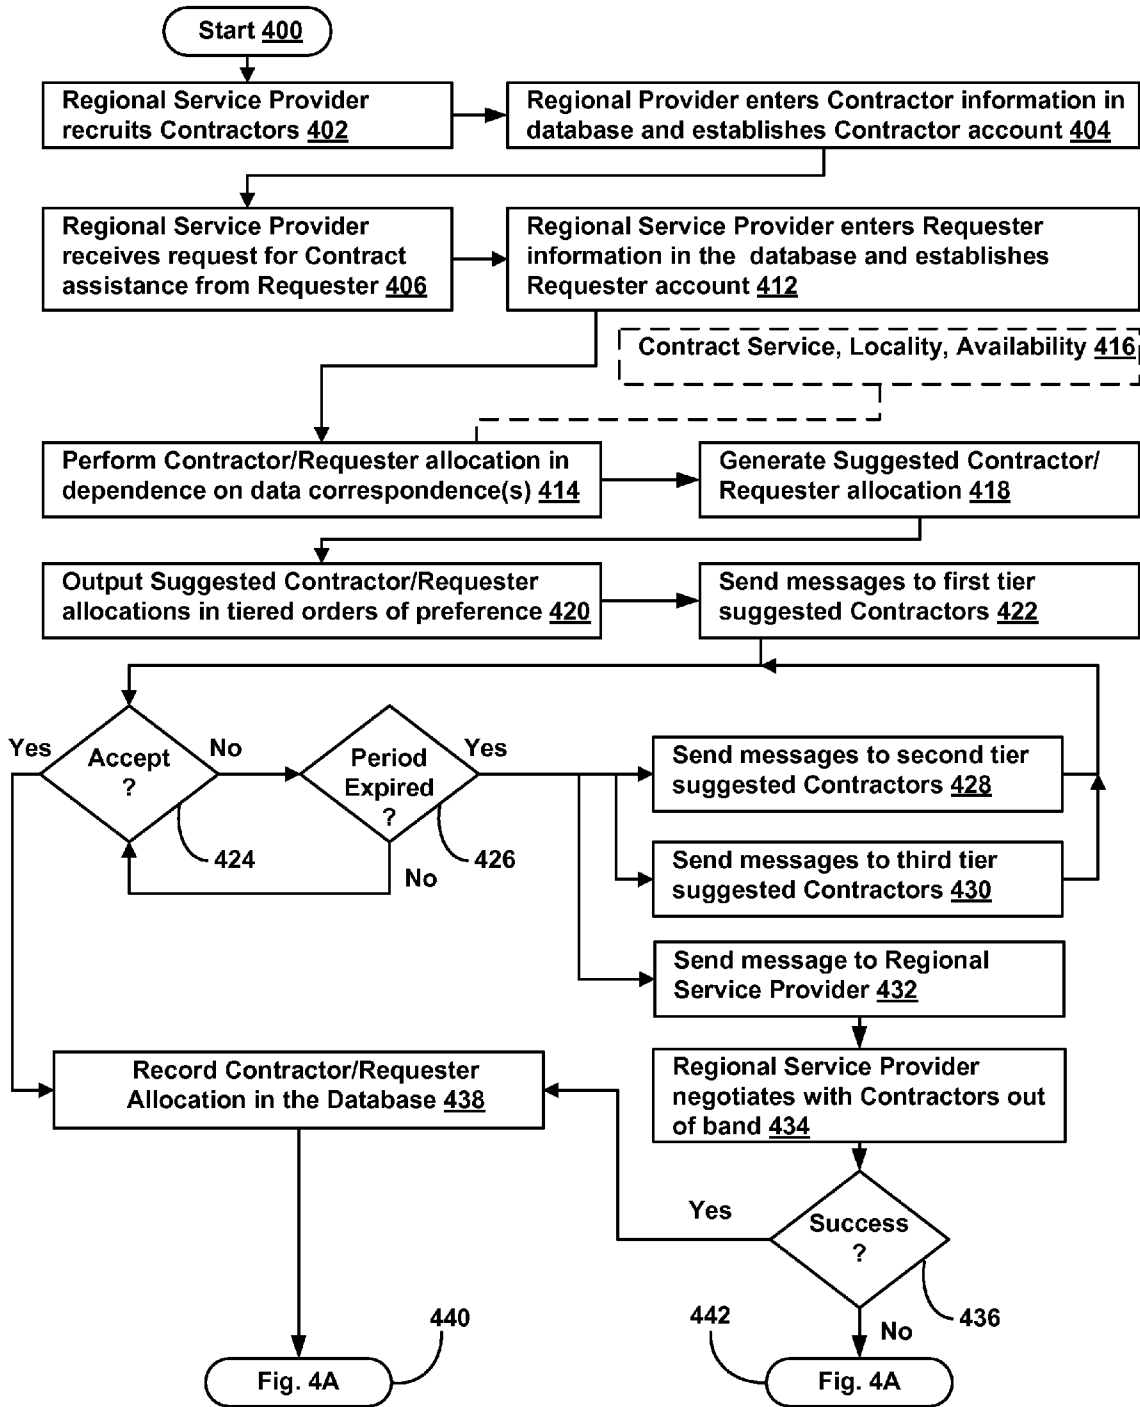 Start 400
Regional Service Provider
recruits Contractors 402
Regional Provider enters Contractor information in
database and establishes Contractor account 404
Regional Service Provider
receives request for Contract
assistance from Requester 406
Regional Service Provider enters Requester
information in the database and establishes
Requester account 412
Contract Service, Locality, Availability 416
Perform Contractor/Requester allocation in
dependence on data correspondence(s) 414
Generate Suggested Contractor/
Requester allocation 418
Output Suggested Contractor/Requester
allocations in tiered orders of preference 420
Send messages to first tier
suggested Contractors 422
Yes
Accept
?
No
424
Period
Expired
?
Yes
426
No
Send messages to second tier
suggested Contractors 428
Send messages to third tier
suggested Contractors 430
Send message to Regional
Service Provider 432
Record Contractor/Requester
Allocation in the Database 438
Regional Service Provider
negotiates with Contractors out
of band 434
Yes
Success
?
436
No
440
Fig. 4A
442
Fig. 4A